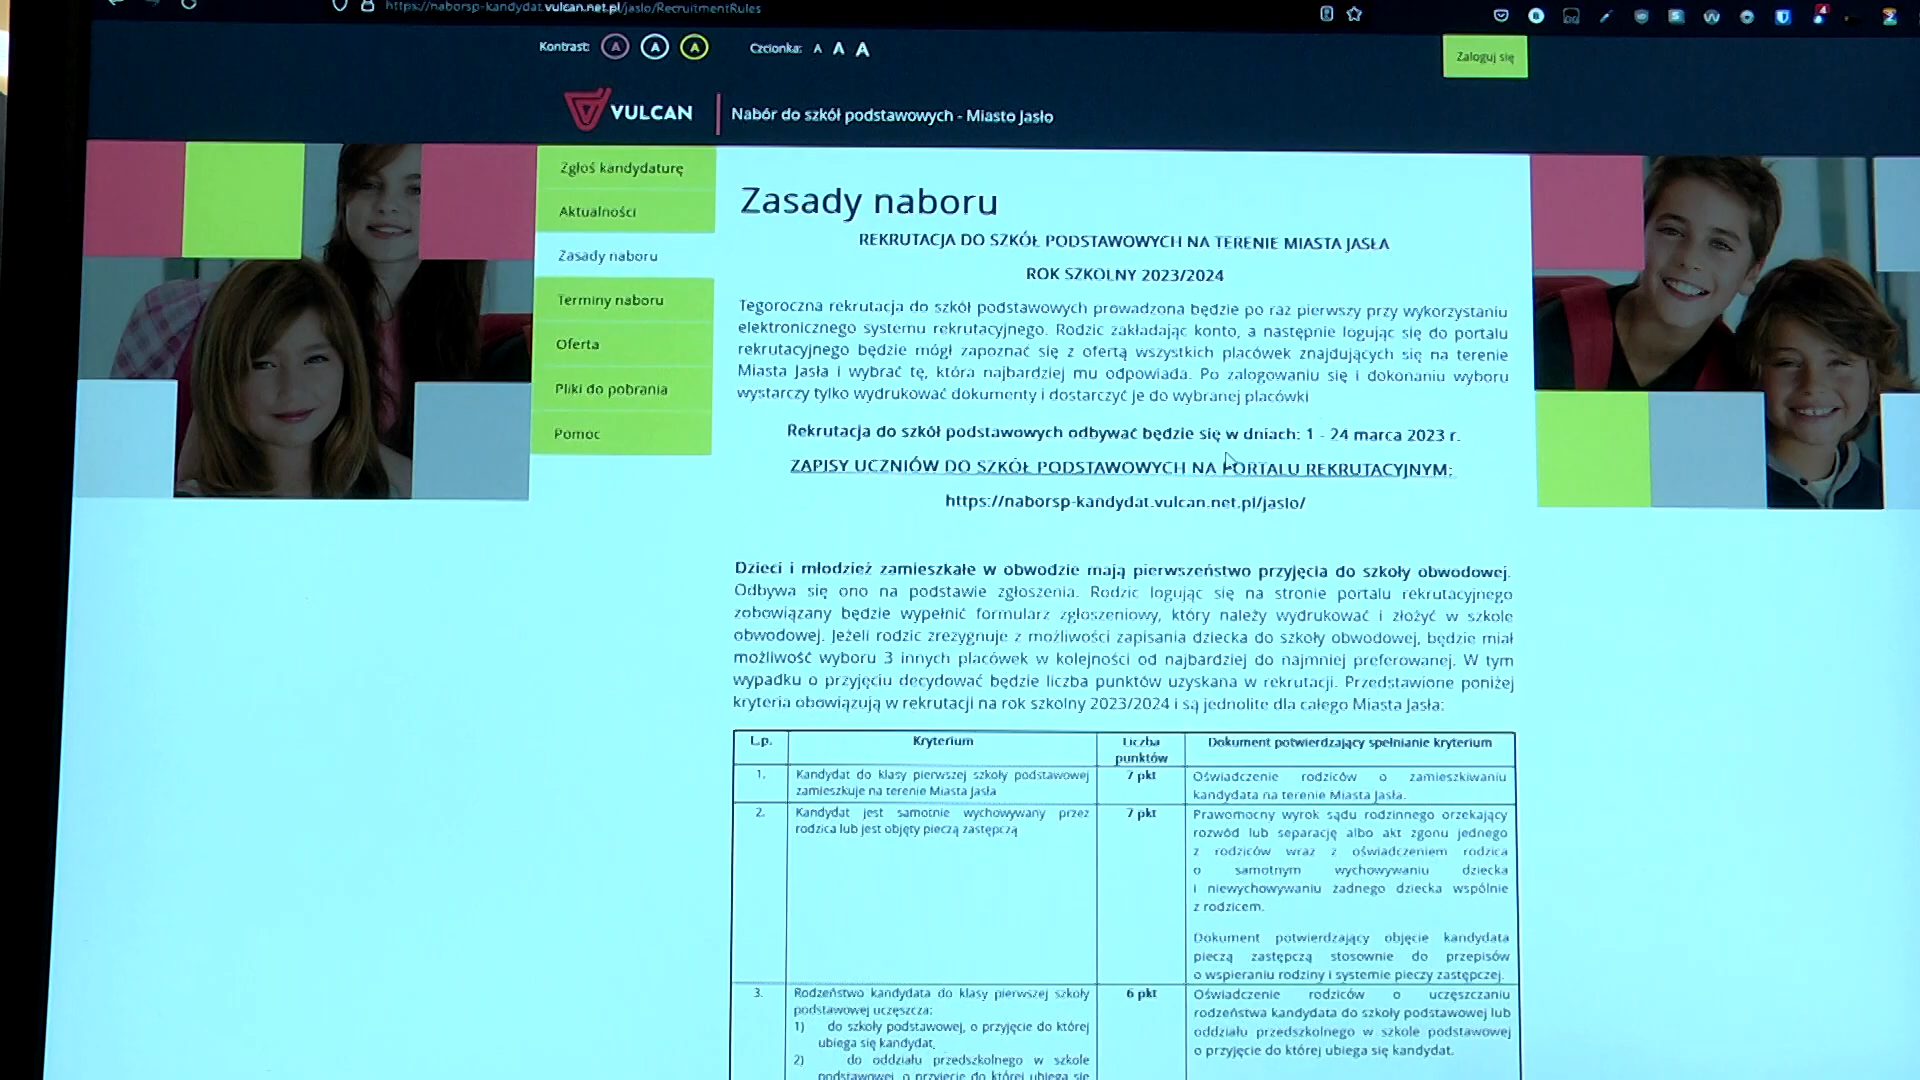 https://naborsp-kandydat.vulcan.net.pl/jaslo/RecruitmentRules
Kontrast: A A A Czcionka: A A A
Zaloguj się
VULCAN Nabór do szkół podstawowych - Miasto Jasło
Zgłoś kandydaturę
Aktualności
Zasady naboru
Terminy naboru
Oferta
Pliki do pobrania
Pomoc
Zasady naboru
REKRUTACJA DO SZKÓŁ PODSTAWOWYCH NA TERENIE MIASTA JASŁA
ROK SZKOLNY 2023/2024
Tegoroczna rekrutacja do szkół podstawowych prowadzona będzie po raz pierwszy przy wykorzystaniu
elektronicznego systemu rekrutacyjnego. Rodzic zakładając konto, a następnie logując się do portalu
rekrutacyjnego będzie mógł zapoznać się z ofertą wszystkich placówek znajdujących się na terenie
Miasta Jasła i wybrać tę, która najbardziej mu odpowiada. Po zalogowaniu się i dokonaniu wyboru
wystarczy tylko wydrukować dokumenty i dostarczyć je do wybranej placówki
Rekrutacja do szkół podstawowych odbywać będzie się w dniach: 1 - 24 marca 2023 r.
ZAPISY UCZNIÓW DO SZKÓŁ PODSTAWOWYCH NA PORTALU REKRUTACYJNYM:
https://naborsp-kandydat.vulcan.net.pl/jaslo/
Dzieci i młodzież zamieszkałe w obwodzie mają pierwszeństwo przyjęcia do szkoły obwodowej.
Odbywa się ono na podstawie zgłoszenia. Rodzic logując się na stronie portalu rekrutacyjnego
zobowiązany będzie wypełnić formularz zgłoszeniowy, który należy wydrukować i złożyć w szkole
obwodowej. Jeżeli rodzic zrezygnuje z możliwości zapisania dziecka do szkoły obwodowej, będzie miał
możliwość wyboru 3 innych placówek w kolejności od najbardziej do najmniej preferowanej. W tym
wypadku o przyjęciu decydować będzie liczba punktów uzyskana w rekrutacji. Przedstawione poniżej
kryteria obowiązują w rekrutacji na rok szkolny 2023/2024 i są jednolite dla całego Miasta Jasła:
L.p. Kryterium Liczba punktów Dokument potwierdzający spełnianie kryterium
1. Kandydat do klasy pierwszej szkoły podstawowej
zamieszkuje na terenie Miasta Jasła
7 pkt
Oświadczenie rodziców o zamieszkiwaniu
kandydata na terenie Miasta Jasła.
2. Kandydat jest samotnie wychowywany przez
rodzica lub jest objęty pieczą zastępczą
7 pkt
Prawomocny wyrok sądu rodzinnego orzekający
rozwód lub separację albo akt zgonu jednego
z rodziców wraz z oświadczeniem rodzica
o samotnym wychowywaniu dziecka
i niewychowywaniu żadnego dziecka wspólnie
z rodzicem.
Dokument potwierdzający objęcie kandydata
pieczą zastępczą stosownie do przepisów
o wspieraniu rodziny i systemie pieczy zastępczej.
3. Rodzeństwo kandydata do klasy pierwszej szkoły
podstawowej uczęszcza:
1) do szkoły podstawowej, o przyjęcie do której
ubiega się kandydat,
2) do oddziału przedszkolnego w szkole
podstawowej, o przyjęcie do której ubiega się
6 pkt
Oświadczenie rodziców o uczęszczaniu
rodzeństwa kandydata do szkoły podstawowej lub
oddziału przedszkolnego w szkole podstawowej
o przyjęcie do której ubiega się kandydat.